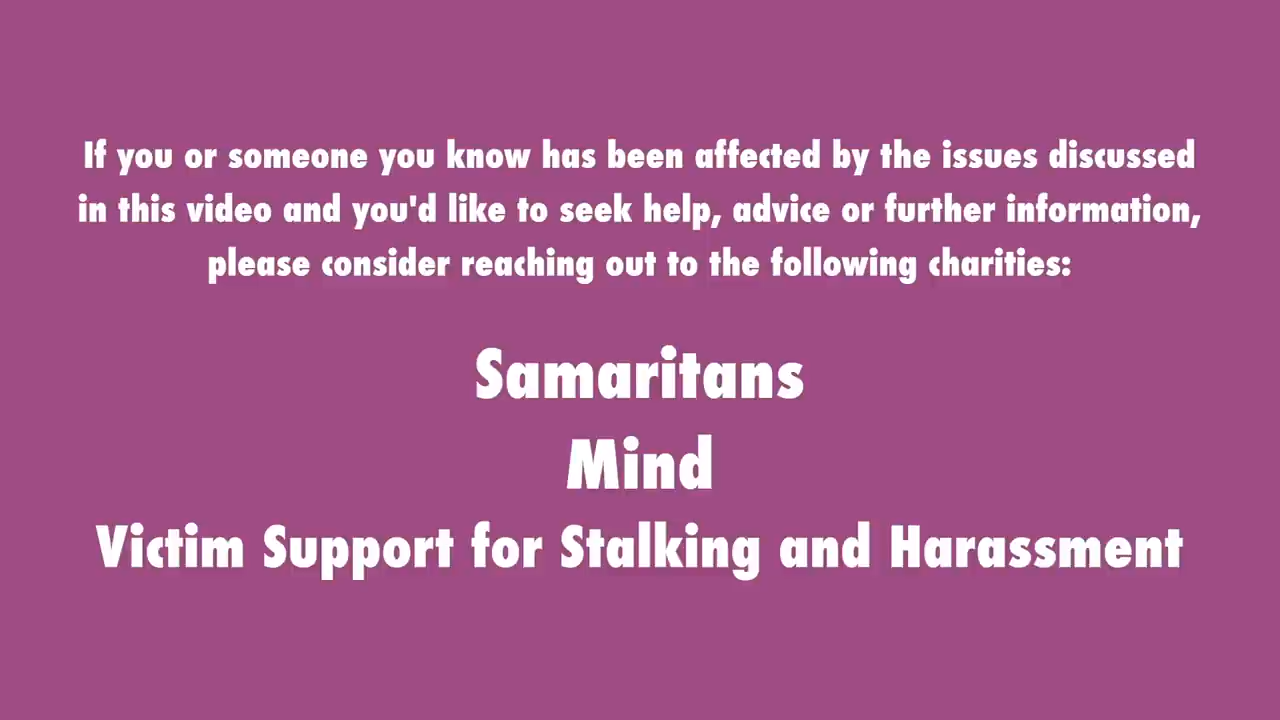 If you or someone you know has been affected by the issues discussed
in this video and you'd like to seek help, advice or further information,
please consider reaching out to the following charities:
Samaritans
Mind
Victim Support for Stalking and Harassment